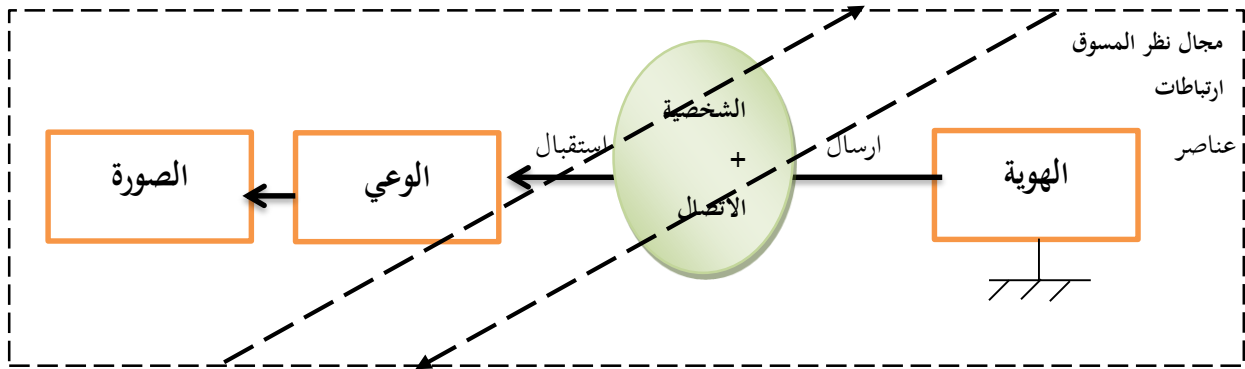 مجال نظر المسوق
ارتباطات
عناصر
الهوية
ارسال
الشخصية
+
الاتصال
استقبال
الوعي
الصورة